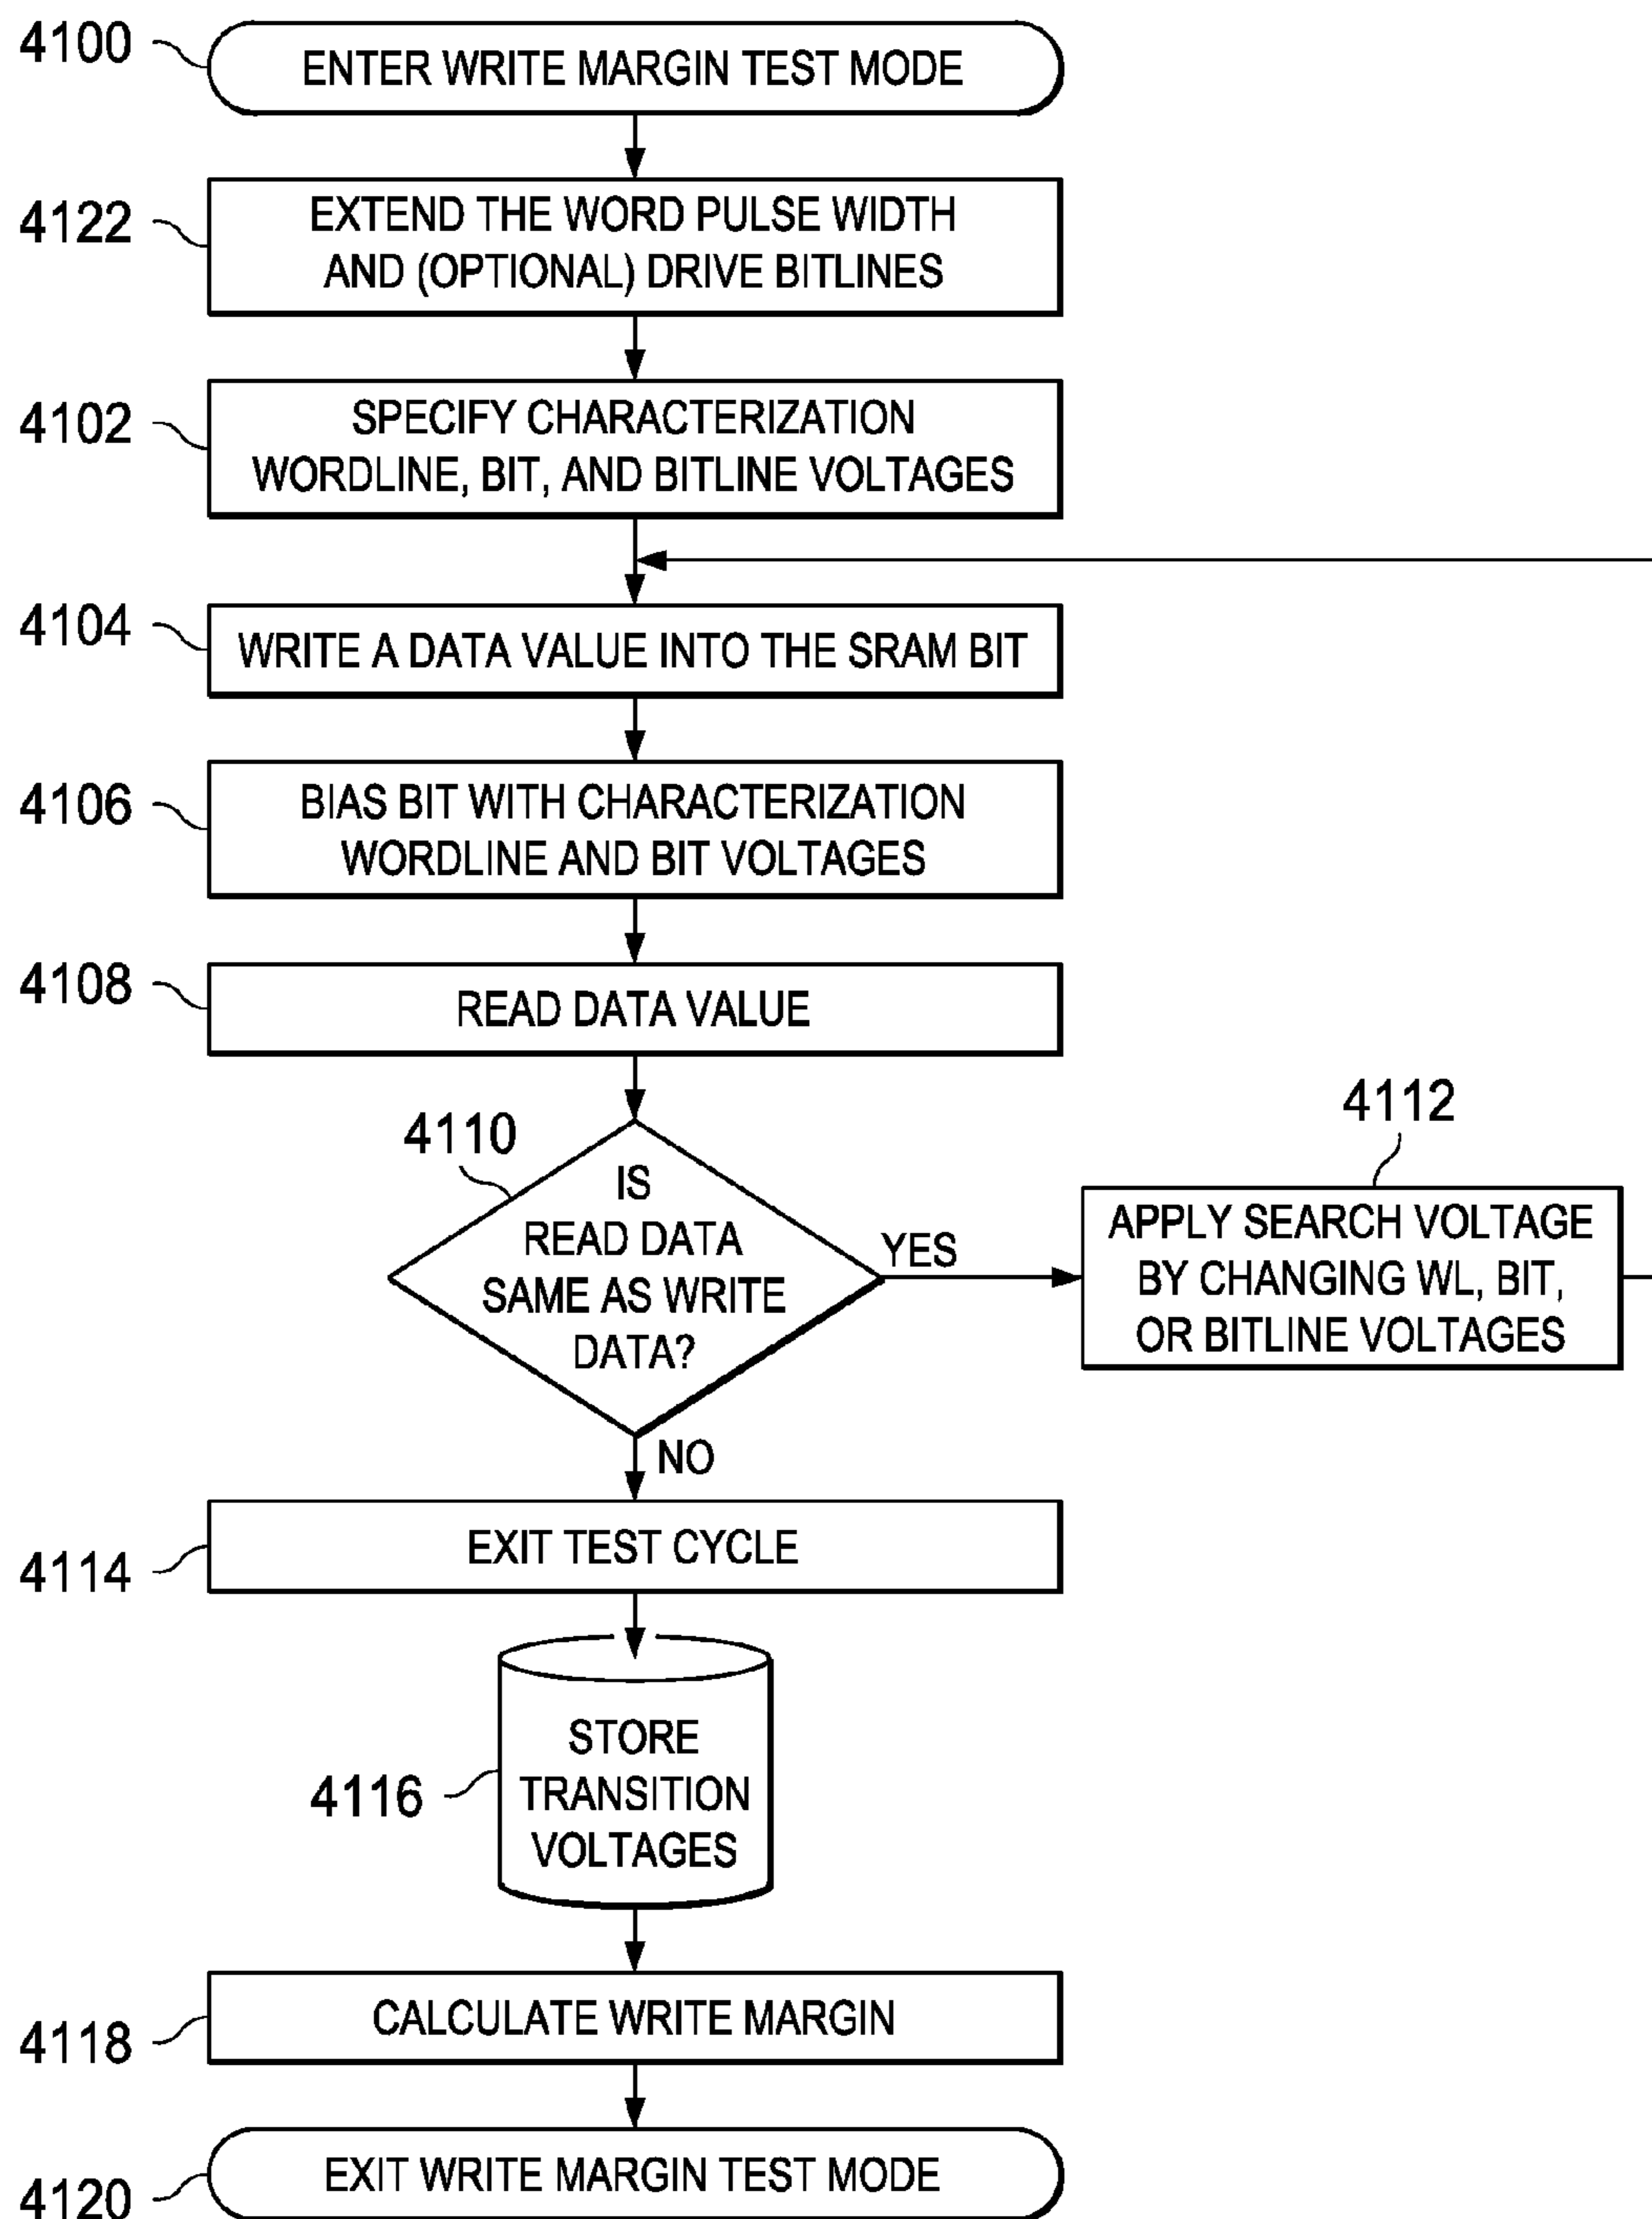 4100
ENTER WRITE MARGIN TEST MODE
4122
EXTEND THE WORD PULSE WIDTH
AND (OPTIONAL) DRIVE BITLINES
4102
SPECIFY CHARACTERIZATION
WORDLINE, BIT, AND BITLINE VOLTAGES
4104
WRITE A DATA VALUE INTO THE SRAM BIT
4106
BIAS BIT WITH CHARACTERIZATION
WORDLINE AND BIT VOLTAGES
4108
READ DATA VALUE
4110
IS
READ DATA
SAME AS WRITE
DATA?
YES
4112
APPLY SEARCH VOLTAGE
BY CHANGING WL, BIT,
OR BITLINE VOLTAGES
NO
4114
EXIT TEST CYCLE
4116
STORE
TRANSITION
VOLTAGES
4118
CALCULATE WRITE MARGIN
4120
EXIT WRITE MARGIN TEST MODE